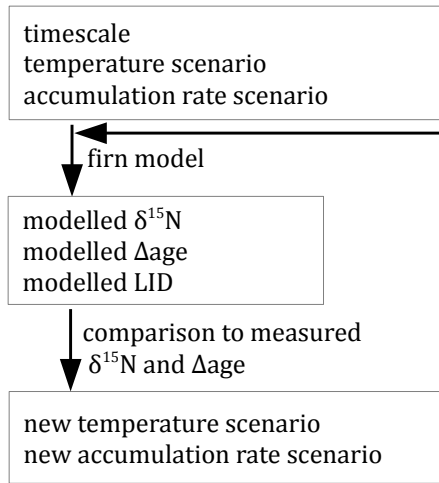 timescale
temperature scenario
accumulation rate scenario
firn model
modelled δ¹⁵N
modelled Δage
modelled LID
comparison to measured
δ¹⁵N and Δage
new temperature scenario
new accumulation rate scenario